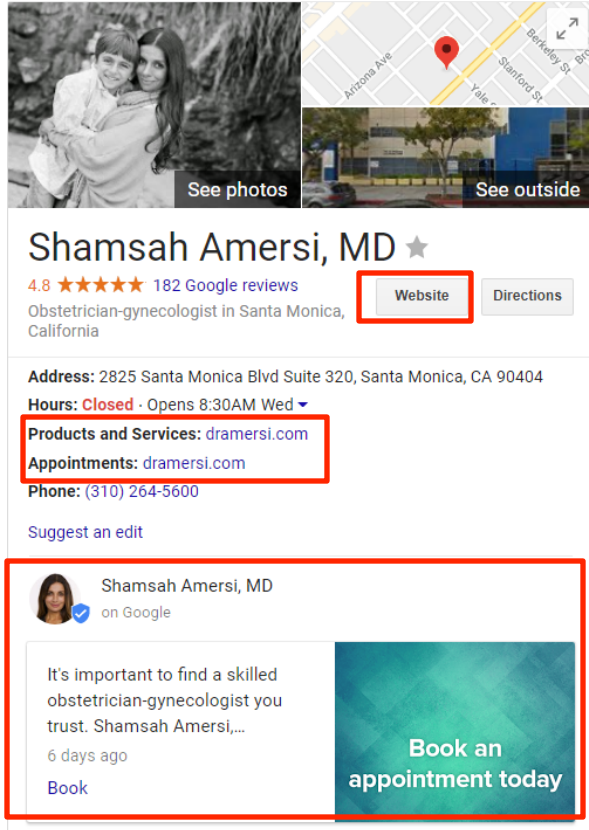 Arizona Ave
Berkeley St
Stanford St
Yale
See photos
See outside
Shamsah Amersi, MD
4.8 ★★★★★ 182 Google reviews
Obstetrician-gynecologist in Santa Monica,
California
Website
Directions
Address: 2825 Santa Monica Blvd Suite 320, Santa Monica, CA 90404
Hours: Closed · Opens 8:30AM Wed
Products and Services: dramersi.com
Appointments: dramersi.com
Phone: (310) 264-5600
Suggest an edit
Shamsah Amersi, MD
on Google
It's important to find a skilled
obstetrician-gynecologist you
trust. Shamsah Amersi,...
6 days ago
Book
Book an
appointment today